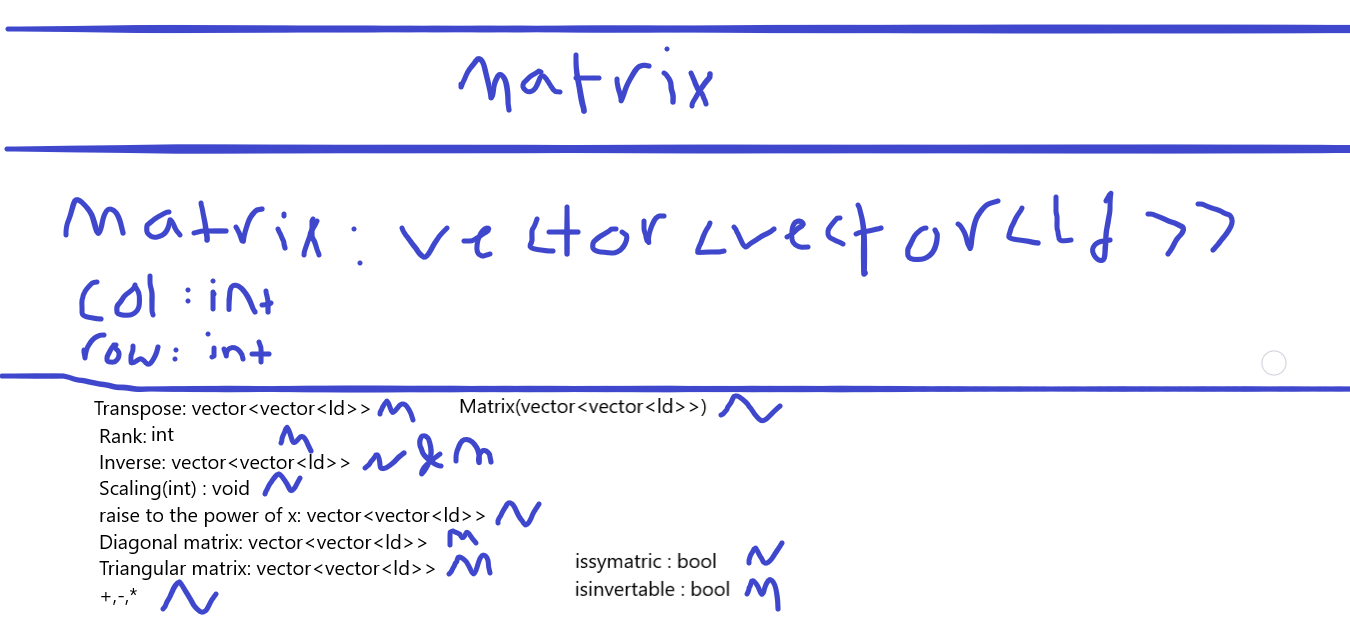 Matrix
Matrix: vector<vector<ld>>
col: int
row: int
Transpose: vector<vector<ld>> M Matrix(vector<vector<ld>>) N
Rank: int M
Inverse: vector<vector<ld>> N & M
Scaling(int) : void N
raise to the power of x: vector<vector<ld>> N
Diagonal matrix: vector<vector<ld>> M
Triangular matrix: vector<vector<ld>> M
issymatric : bool N
isinvertable : bool M
+,-,* N